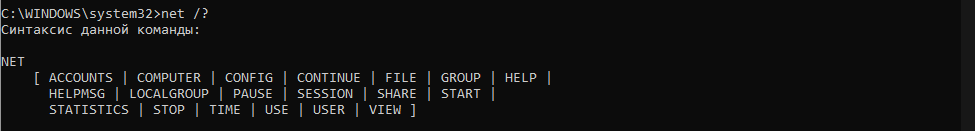 C:\WINDOWS\system32>net /?
Синтаксис данной команды:
NET
[ ACCOUNTS | COMPUTER | CONFIG | CONTINUE | FILE | GROUP | HELP |
HELPMSG | LOCALGROUP | PAUSE | SESSION | SHARE | START |
STATISTICS | STOP | TIME | USE | USER | VIEW ]